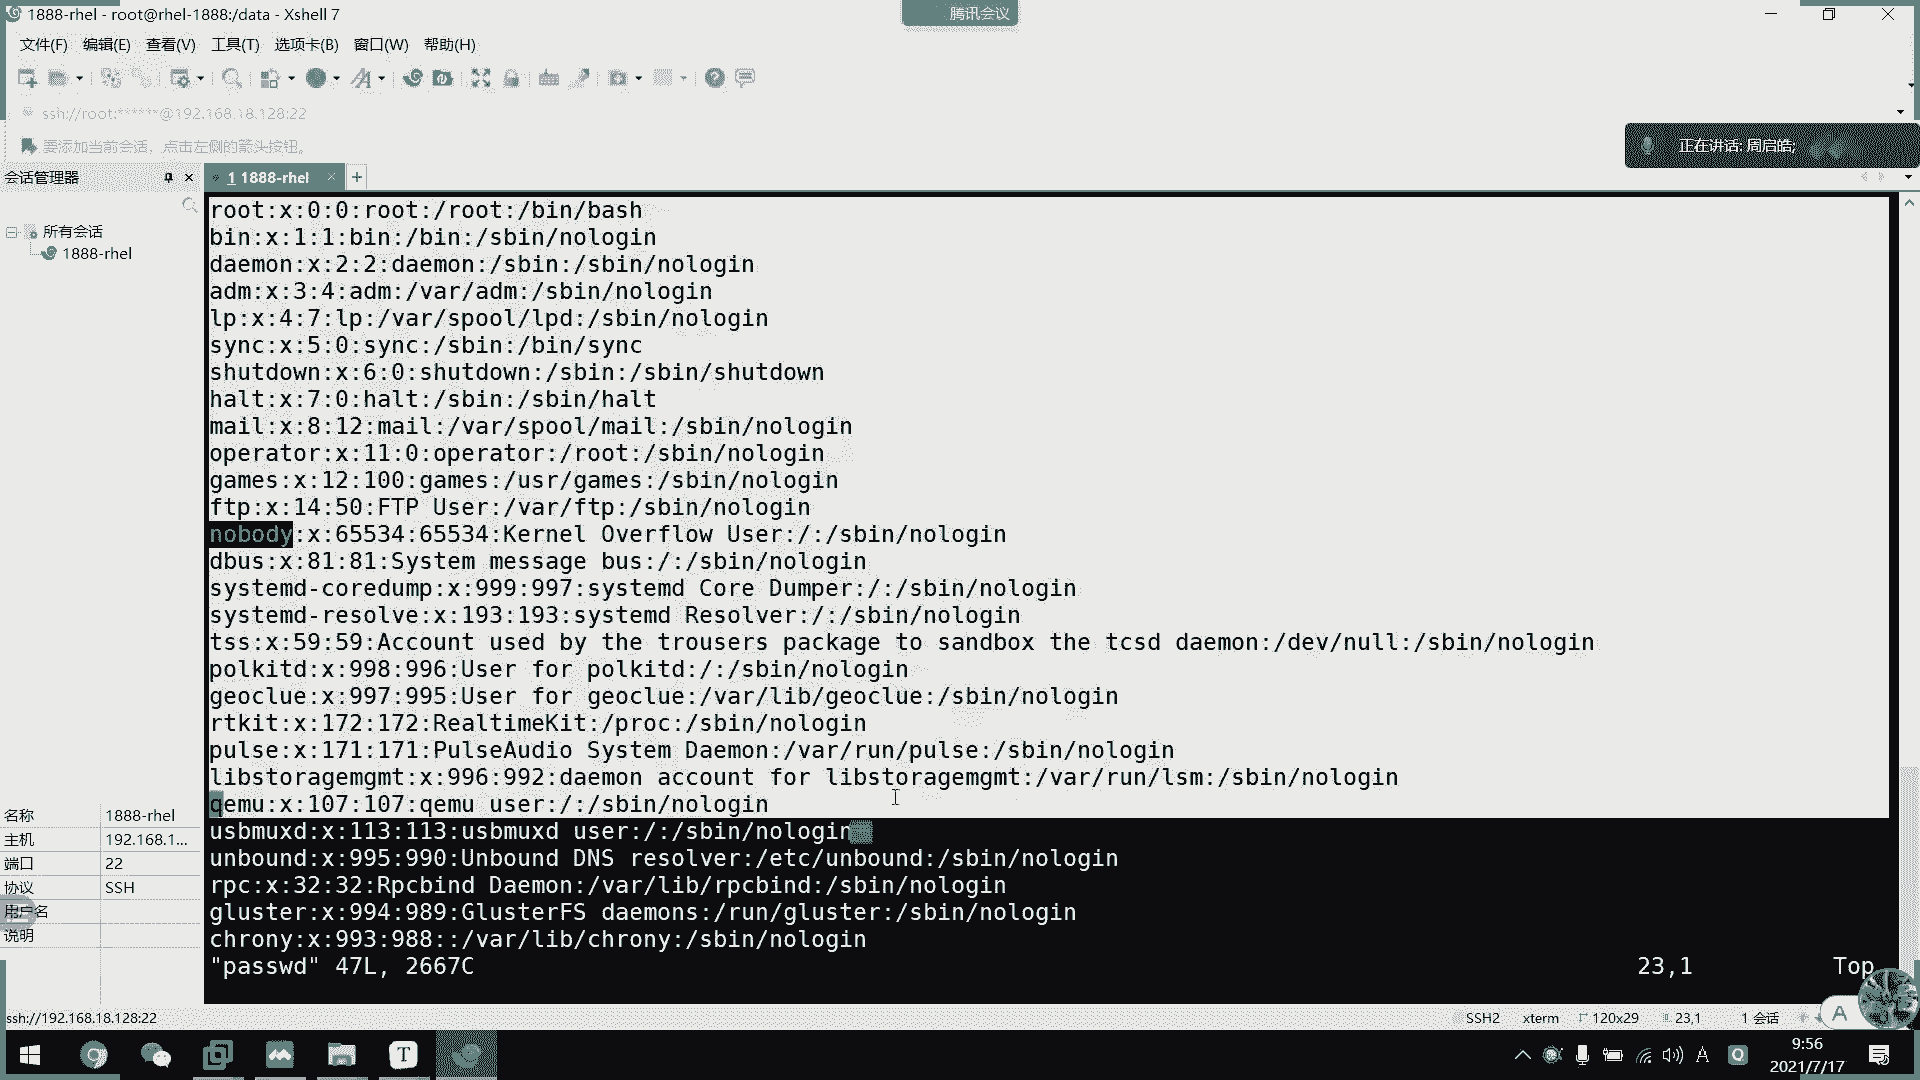 1888-rhel - root@rhel-1888:/data - Xshell 7
腾讯会议
文件(F) 编辑(E) 查看(V) 工具(T) 选项卡(B) 窗口(W) 帮助(H)
ssh://root:******@192.168.18.128:22
要添加当前会话，点击左侧的箭头按钮。
正在讲话: 周启皓;
会话管理器
1 1888-rhel
所有会话
1888-rhel
root:x:0:0:root:/root:/bin/bash
bin:x:1:1:bin:/bin:/sbin/nologin
daemon:x:2:2:daemon:/sbin:/sbin/nologin
adm:x:3:4:adm:/var/adm:/sbin/nologin
lp:x:4:7:lp:/var/spool/lpd:/sbin/nologin
sync:x:5:0:sync:/sbin:/bin/sync
shutdown:x:6:0:shutdown:/sbin:/sbin/shutdown
halt:x:7:0:halt:/sbin:/sbin/halt
mail:x:8:12:mail:/var/spool/mail:/sbin/nologin
operator:x:11:0:operator:/root:/sbin/nologin
games:x:12:100:games:/usr/games:/sbin/nologin
ftp:x:14:50:FTP User:/var/ftp:/sbin/nologin
nobody:x:65534:65534:Kernel Overflow User:/:/sbin/nologin
dbus:x:81:81:System message bus:/:/sbin/nologin
systemd-coredump:x:999:997:systemd Core Dumper:/:/sbin/nologin
systemd-resolve:x:193:193:systemd Resolver:/:/sbin/nologin
tss:x:59:59:Account used by the trousers package to sandbox the tcsd daemon:/dev/null:/sbin/nologin
polkitd:x:998:996:User for polkitd:/:/sbin/nologin
geoclue:x:997:995:User for geoclue:/var/lib/geoclue:/sbin/nologin
rtkit:x:172:172:RealtimeKit:/proc:/sbin/nologin
pulse:x:171:171:PulseAudio System Daemon:/var/run/pulse:/sbin/nologin
libstoragemgmt:x:996:992:daemon account for libstoragemgmt:/var/run/lsm:/sbin/nologin
qemu:x:107:107:qemu user:/:/sbin/nologin
usbmuxd:x:113:113:usbmuxd user:/:/sbin/nologin
unbound:x:995:990:Unbound DNS resolver:/etc/unbound:/sbin/nologin
rpc:x:32:32:Rpcbind Daemon:/var/lib/rpcbind:/sbin/nologin
gluster:x:994:989:GlusterFS daemons:/run/gluster:/sbin/nologin
chrony:x:993:988::/var/lib/chrony:/sbin/nologin
"passwd" 47L, 2667C 23,1 Top
名称 1888-rhel
主机 192.168.1...
端口 22
协议 SSH
用户名
说明
ssh://192.168.18.128:22 SSH2 xterm 120x29 23,1 1 会话
A
9:56
2021/7/17